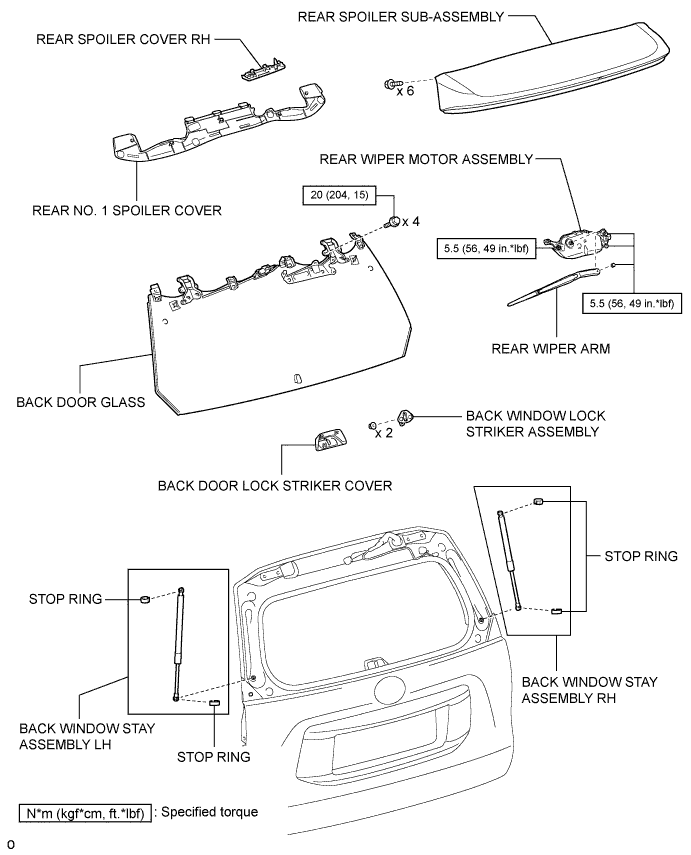 REAR SPOILER SUB-ASSEMBLY
REAR SPOILER COVER RH
x 6
REAR WIPER MOTOR ASSEMBLY
REAR NO. 1 SPOILER COVER
20 (204, 15)
x 4
5.5 (56, 49 in.*lbf)
5.5 (56, 49 in.*lbf)
REAR WIPER ARM
BACK DOOR GLASS
x 2
BACK WINDOW LOCK
STRIKER ASSEMBLY
BACK DOOR LOCK STRIKER COVER
STOP RING
STOP RING
BACK WINDOW STAY
ASSEMBLY RH
BACK WINDOW STAY
ASSEMBLY LH
STOP RING
N*m (kgf*cm, ft.*lbf) : Specified torque
O